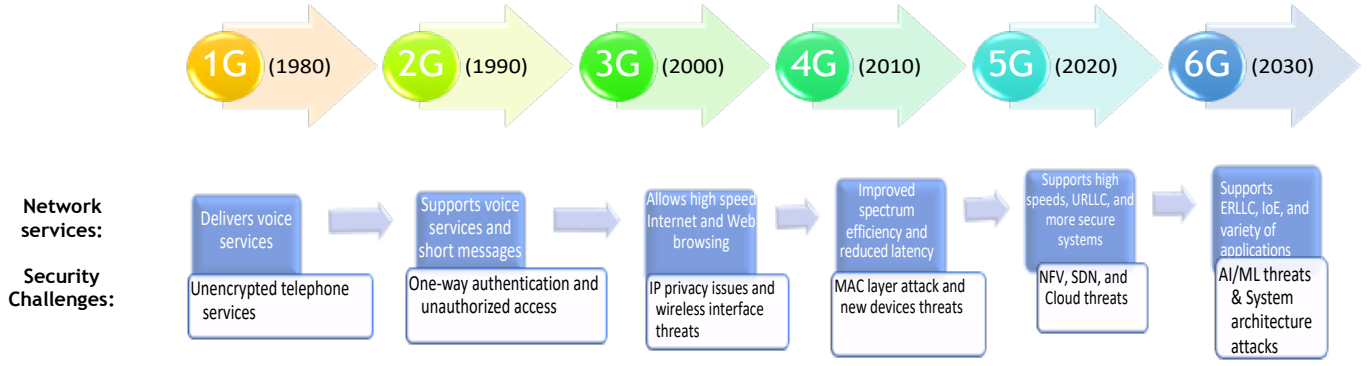 1G (1980)
2G (1990)
3G (2000)
4G (2010)
5G (2020)
6G (2030)
Network
services:
Delivers voice
services
Supports voice
services and
short messages
Allows high speed
Internet and Web
browsing
Improved
spectrum
efficiency and
reduced latency
Supports high
speeds, URLLC, and
more secure
systems
Supports
ERLLC, IoE, and
variety of
applications
Security
Challenges:
Unencrypted telephone
services
One-way authentication and
unauthorized access
IP privacy issues and
wireless interface
threats
MAC layer attack and
new devices threats
NFV, SDN, and
Cloud threats
AI/ML threats
& System
architecture
attacks